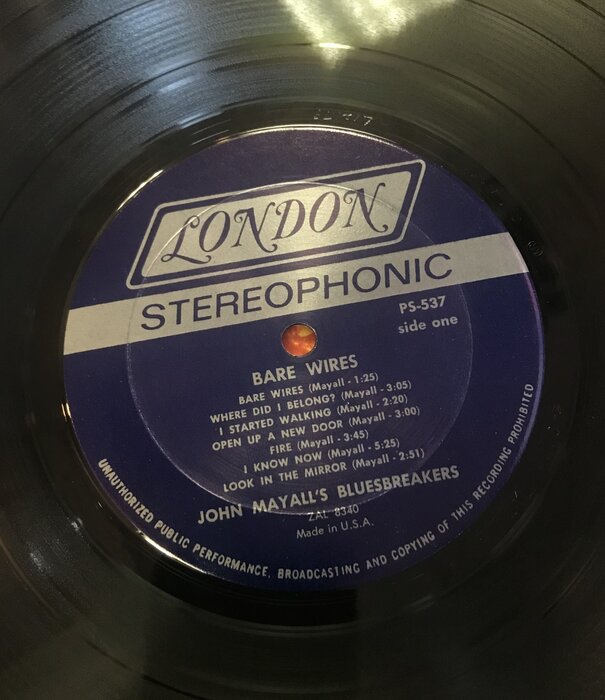 LONDON
STEREOPHONIC
PS-537
side one
BARE WIRES
BARE WIRES (Mayall - 1:25)
WHERE DID I BELONG? (Mayall - 3:05)
I STARTED WALKING (Mayall - 2:20)
OPEN UP A NEW DOOR (Mayall - 3:00)
FIRE (Mayall - 3:45)
I KNOW NOW (Mayall - 5:25)
LOOK IN THE MIRROR (Mayall - 2:51)
JOHN MAYALL'S BLUESBREAKERS
ZAL 8340
Made in U.S.A.
UNAUTHORIZED PUBLIC PERFORMANCE, BROADCASTING AND COPYING OF THIS RECORDING PROHIBITED